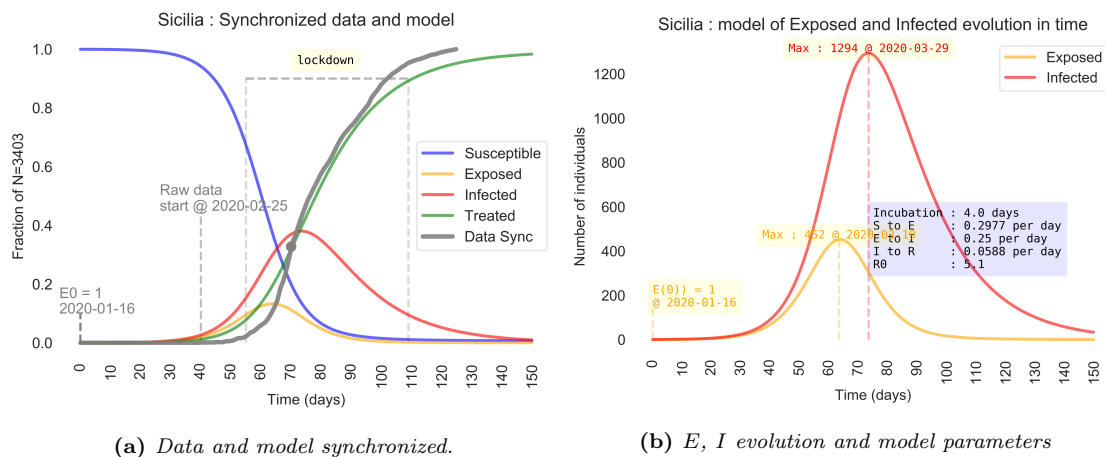 Sicilia : Synchronized data and model
1.0
0.8
0.6
0.4
0.2
0.0
Fraction of N=3403
lockdown
Raw data
start @ 2020-02-25
E0 = 1
2020-01-16
Susceptible
Exposed
Infected
Treated
Data Sync
0 10 20 30 40 50 60 70 80 90 100 110 120 130 140 150
Time (days)
(a) Data and model synchronized.
Sicilia : model of Exposed and Infected evolution in time
Max : 1294 @ 2020-03-29
Exposed
Infected
1200
1000
800
600
400
200
0
Number of individuals
Max : 452 @ 2020-03-19
Incubation : 4.0 days
S to E : 0.2977 per day
E to I : 0.25 per day
I to R : 0.0588 per day
R0 : 5.1
E(0)) = 1
@ 2020-01-16
0 10 20 30 40 50 60 70 80 90 100 110 120 130 140 150
Time (days)
(b) E, I evolution and model parameters